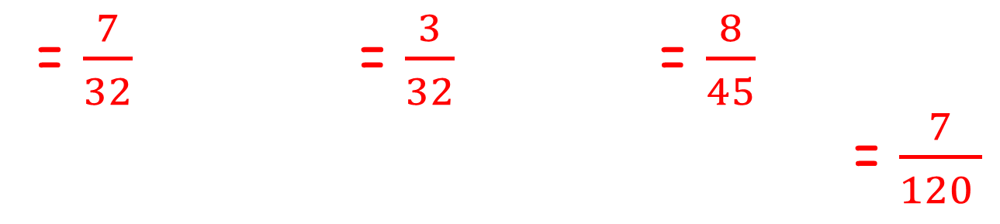 = 7/32
= 3/32
= 8/45
= 7/120